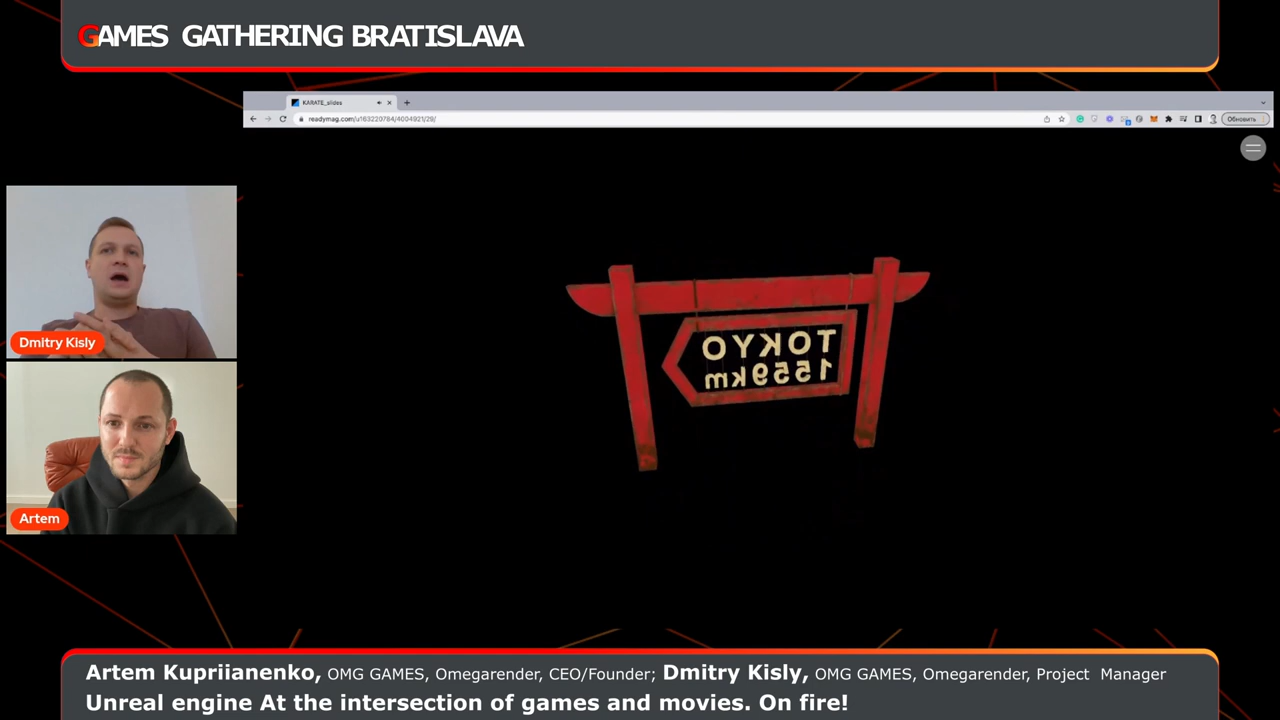 GAMES GATHERING BRATISLAVA
KARATE_slides
readymag.com/u163220784/4004921/29/
Обновить
TOKYO
1559km
Dmitry Kisly
Artem
Artem Kupriianenko, OMG GAMES, Omegarender, CEO/Founder; Dmitry Kisly, OMG GAMES, Omegarender, Project Manager
Unreal engine At the intersection of games and movies. On fire!